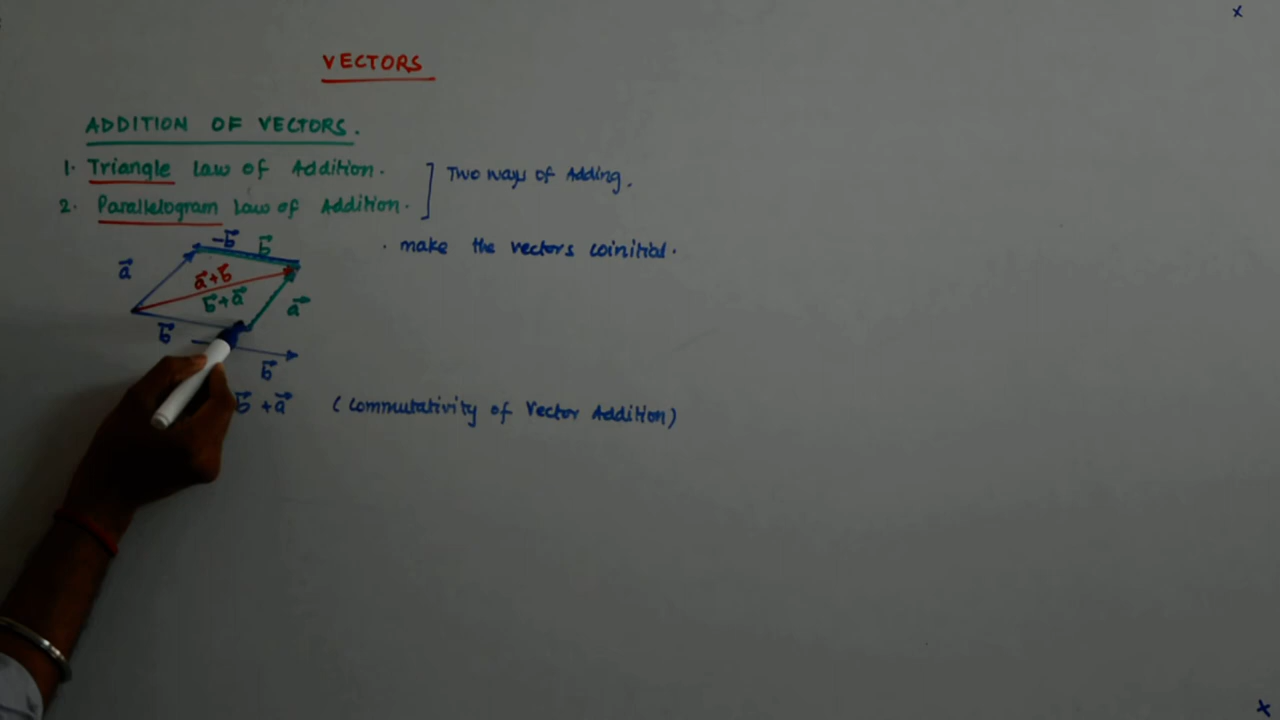 x
VECTORS
ADDITION OF VECTORS.
1. Triangle Law of Addition.
2. Parallelogram Law of Addition.
] Two ways of Adding.
. make the vectors coinitial.
-b⃗ b⃗
a⃗
a⃗+b⃗
b⃗+a⃗
a⃗
b⃗
b⃗
b⃗ + a⃗ (Commutativity of Vector Addition)
x